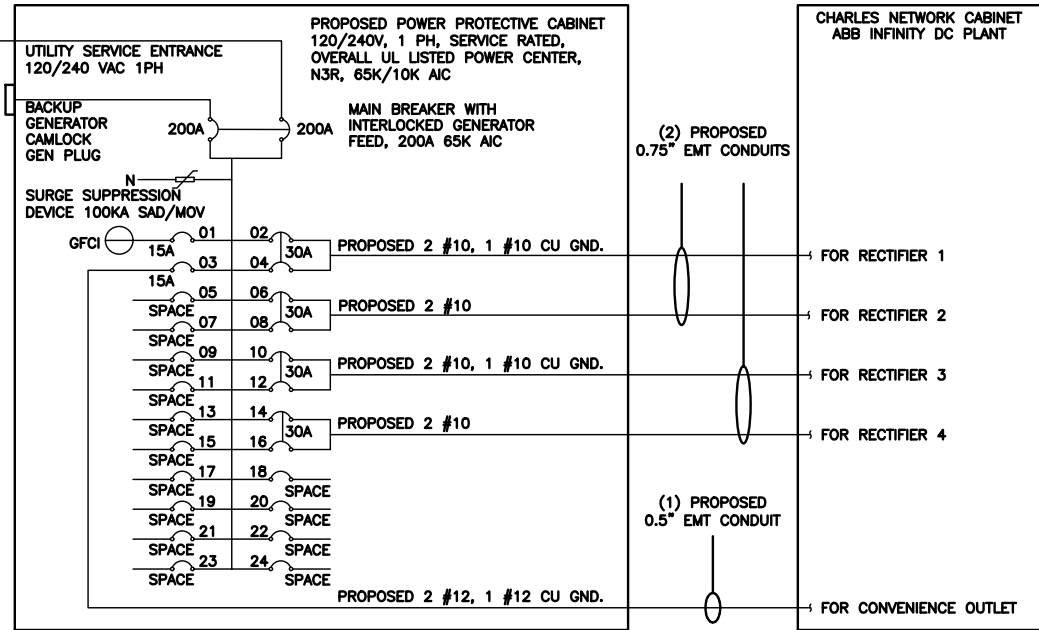 PROPOSED POWER PROTECTIVE CABINET
120/240V, 1 PH, SERVICE RATED,
OVERALL UL LISTED POWER CENTER,
N3R, 65K/10K AIC
CHARLES NETWORK CABINET
ABB INFINITY DC PLANT
UTILITY SERVICE ENTRANCE
120/240 VAC 1PH
BACKUP
GENERATOR
CAMLOCK
GEN PLUG
200A
200A
MAIN BREAKER WITH
INTERLOCKED GENERATOR
FEED, 200A 65K AIC
(2) PROPOSED
0.75" EMT CONDUITS
N
SURGE SUPPRESSION
DEVICE 100KA SAD/MOV
GFCI
15A
01
02
30A
PROPOSED 2 #10, 1 #10 CU GND.
FOR RECTIFIER 1
15A
03
04
SPACE
05
06
30A
PROPOSED 2 #10
FOR RECTIFIER 2
SPACE
07
08
SPACE
09
10
30A
PROPOSED 2 #10, 1 #10 CU GND.
FOR RECTIFIER 3
SPACE
11
12
SPACE
13
14
30A
PROPOSED 2 #10
FOR RECTIFIER 4
SPACE
15
16
SPACE
17
18
SPACE
SPACE
19
20
SPACE
SPACE
21
22
SPACE
SPACE
23
24
SPACE
(1) PROPOSED
0.5" EMT CONDUIT
PROPOSED 2 #12, 1 #12 CU GND.
FOR CONVENIENCE OUTLET